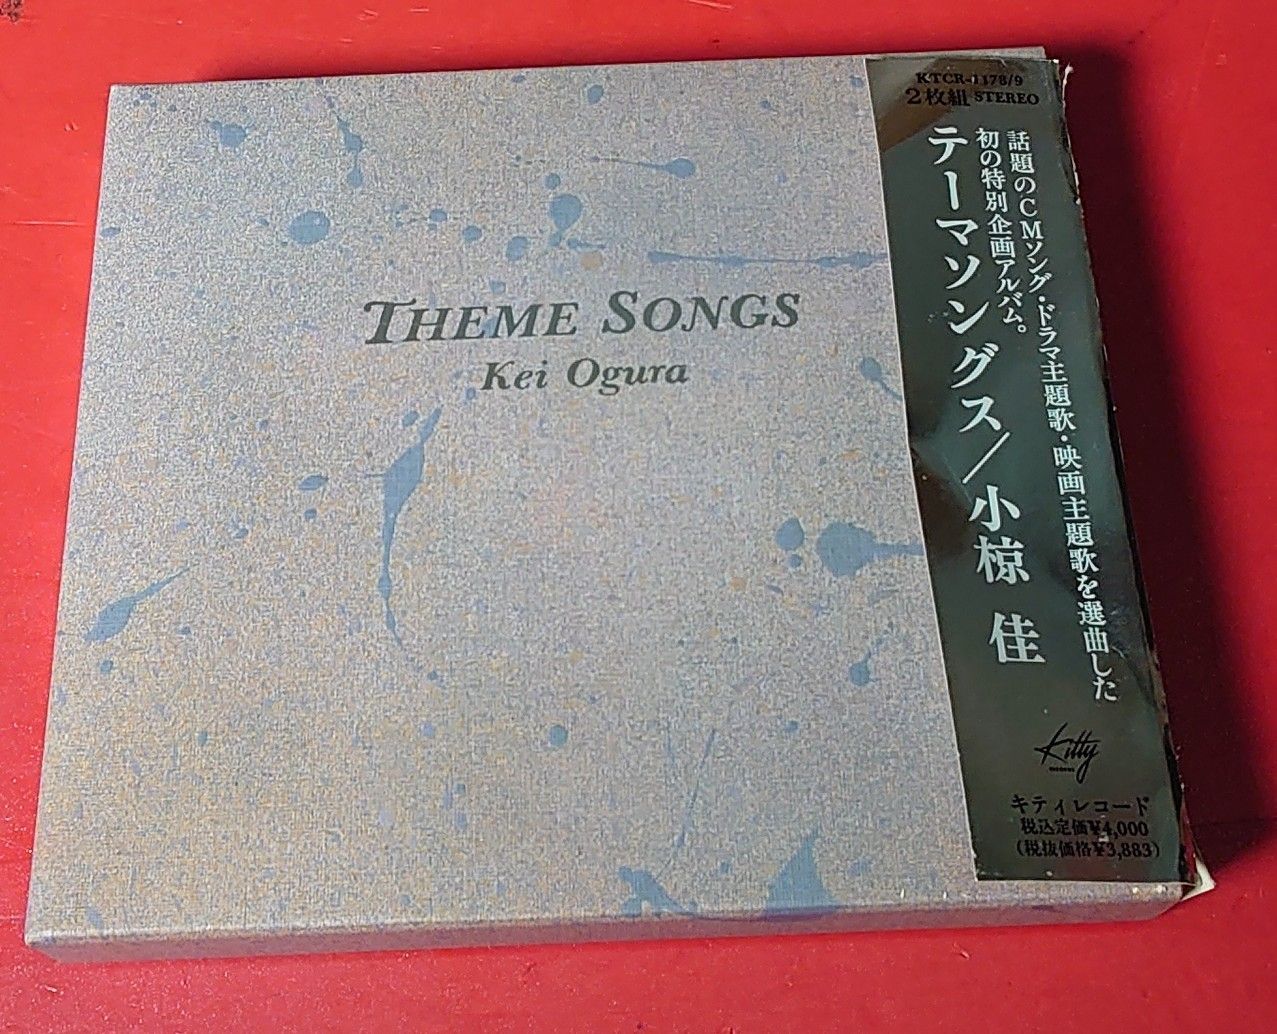 THEME SONGS
Kei Ogura
KTCR-1178/9
2枚組 STEREO
話題のCMソング・ドラマ主題歌・映画主題歌を選曲した
初の特別企画アルバム。
テーマソングス／小椋 佳
Kitty
RECORDS
キティレコード
税込定価¥4,000
(税抜価格¥3,883)